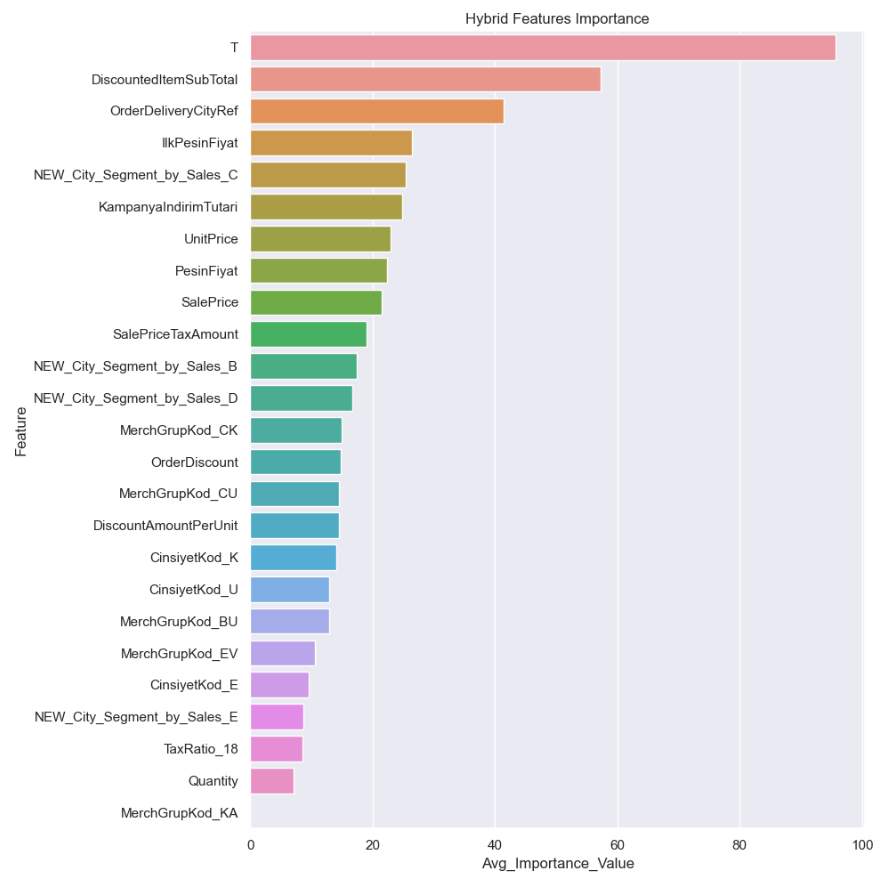 Hybrid Features Importance
T
DiscountedItemSubTotal
OrderDeliveryCityRef
IlkPesinFiyat
NEW_City_Segment_by_Sales_C
KampanyaIndirimTutari
UnitPrice
PesinFiyat
SalePrice
SalePriceTaxAmount
NEW_City_Segment_by_Sales_B
NEW_City_Segment_by_Sales_D
MerchGrupKod_CK
OrderDiscount
MerchGrupKod_CU
DiscountAmountPerUnit
CinsiyetKod_K
CinsiyetKod_U
MerchGrupKod_BU
MerchGrupKod_EV
CinsiyetKod_E
NEW_City_Segment_by_Sales_E
TaxRatio_18
Quantity
MerchGrupKod_KA
Feature
0 20 40 60 80 100
Avg_Importance_Value